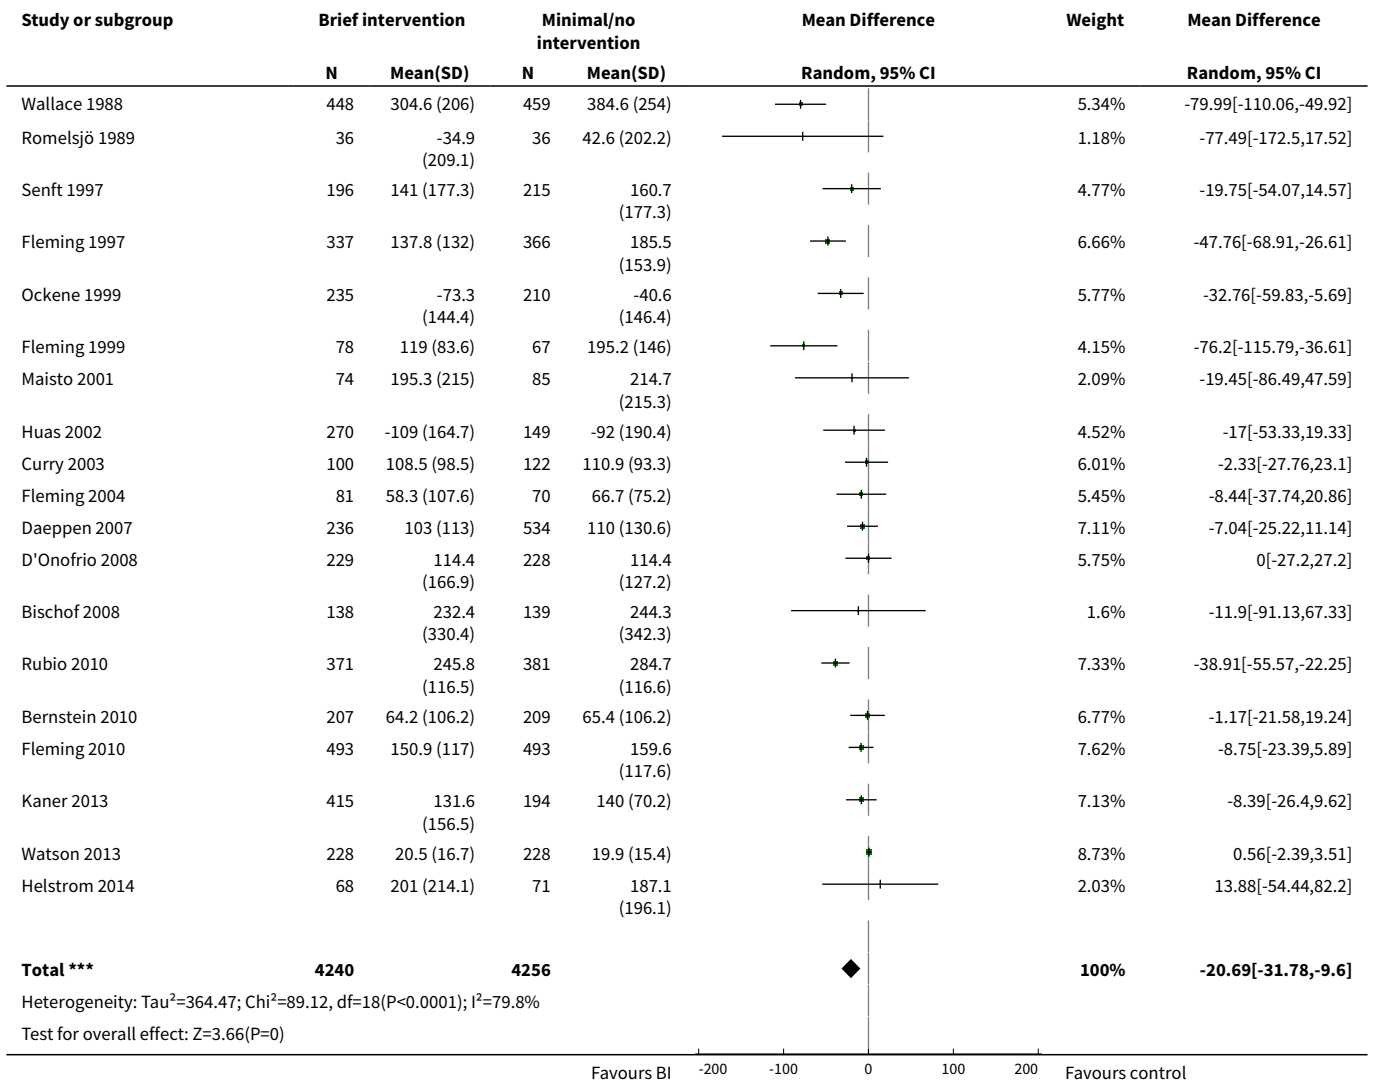 Study or subgroup Brief intervention Minimal/no intervention Mean Difference Weight Mean Difference
N Mean(SD) N Mean(SD) Random, 95% CI Random, 95% CI
Wallace 1988 448 304.6 (206) 459 384.6 (254) 5.34% -79.99[-110.06,-49.92]
Romelsjö 1989 36 -34.9 (209.1) 36 42.6 (202.2) 1.18% -77.49[-172.5,17.52]
Senft 1997 196 141 (177.3) 215 160.7 (177.3) 4.77% -19.75[-54.07,14.57]
Fleming 1997 337 137.8 (132) 366 185.5 (153.9) 6.66% -47.76[-68.91,-26.61]
Ockene 1999 235 -73.3 (144.4) 210 -40.6 (146.4) 5.77% -32.76[-59.83,-5.69]
Fleming 1999 78 119 (83.6) 67 195.2 (146) 4.15% -76.2[-115.79,-36.61]
Maisto 2001 74 195.3 (215) 85 214.7 (215.3) 2.09% -19.45[-86.49,47.59]
Huas 2002 270 -109 (164.7) 149 -92 (190.4) 4.52% -17[-53.33,19.33]
Curry 2003 100 108.5 (98.5) 122 110.9 (93.3) 6.01% -2.33[-27.76,23.1]
Fleming 2004 81 58.3 (107.6) 70 66.7 (75.2) 5.45% -8.44[-37.74,20.86]
Daeppen 2007 236 103 (113) 534 110 (130.6) 7.11% -7.04[-25.22,11.14]
D'Onofrio 2008 229 114.4 (166.9) 228 114.4 (127.2) 5.75% 0[-27.2,27.2]
Bischof 2008 138 232.4 (330.4) 139 244.3 (342.3) 1.6% -11.9[-91.13,67.33]
Rubio 2010 371 245.8 (116.5) 381 284.7 (116.6) 7.33% -38.91[-55.57,-22.25]
Bernstein 2010 207 64.2 (106.2) 209 65.4 (106.2) 6.77% -1.17[-21.58,19.24]
Fleming 2010 493 150.9 (117) 493 159.6 (117.6) 7.62% -8.75[-23.39,5.89]
Kaner 2013 415 131.6 (156.5) 194 140 (70.2) 7.13% -8.39[-26.4,9.62]
Watson 2013 228 20.5 (16.7) 228 19.9 (15.4) 8.73% 0.56[-2.39,3.51]
Helstrom 2014 68 201 (214.1) 71 187.1 (196.1) 2.03% 13.88[-54.44,82.2]
Total *** 4240 4256 100% -20.69[-31.78,-9.6]
Heterogeneity: Tau²=364.47; Chi²=89.12, df=18(P<0.0001); I²=79.8%
Test for overall effect: Z=3.66(P=0)
Favours BI -200 -100 0 100 200 Favours control